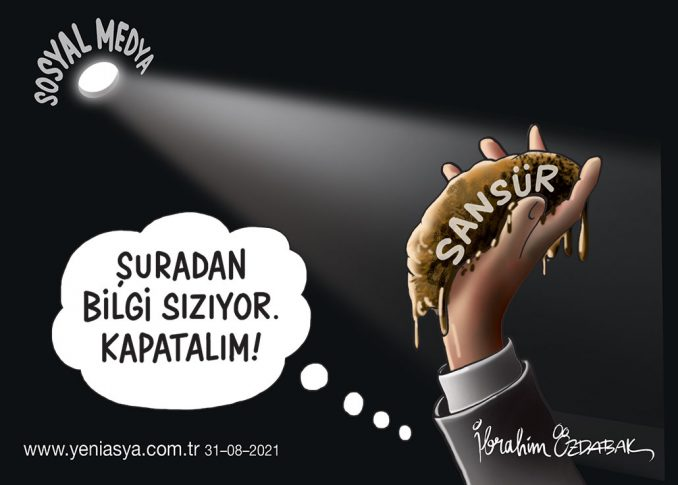 SOSYAL MEDYA
SANSÜR
ŞURADAN
BİLGİ SIZIYOR.
KAPATALIM!
www.yeniasya.com.tr 31-08-2021
İbrahim ÖZDABAK